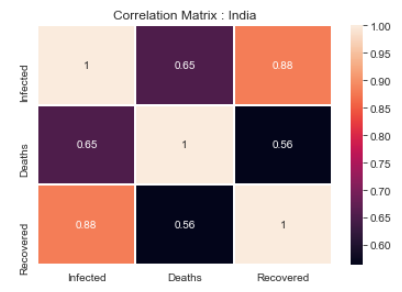 Correlation Matrix : India
Infected
1
0.65
0.88
Deaths
0.65
1
0.56
Recovered
0.88
0.56
1
Infected
Deaths
Recovered
1.00
0.95
0.90
0.85
0.80
0.75
0.70
0.65
0.60